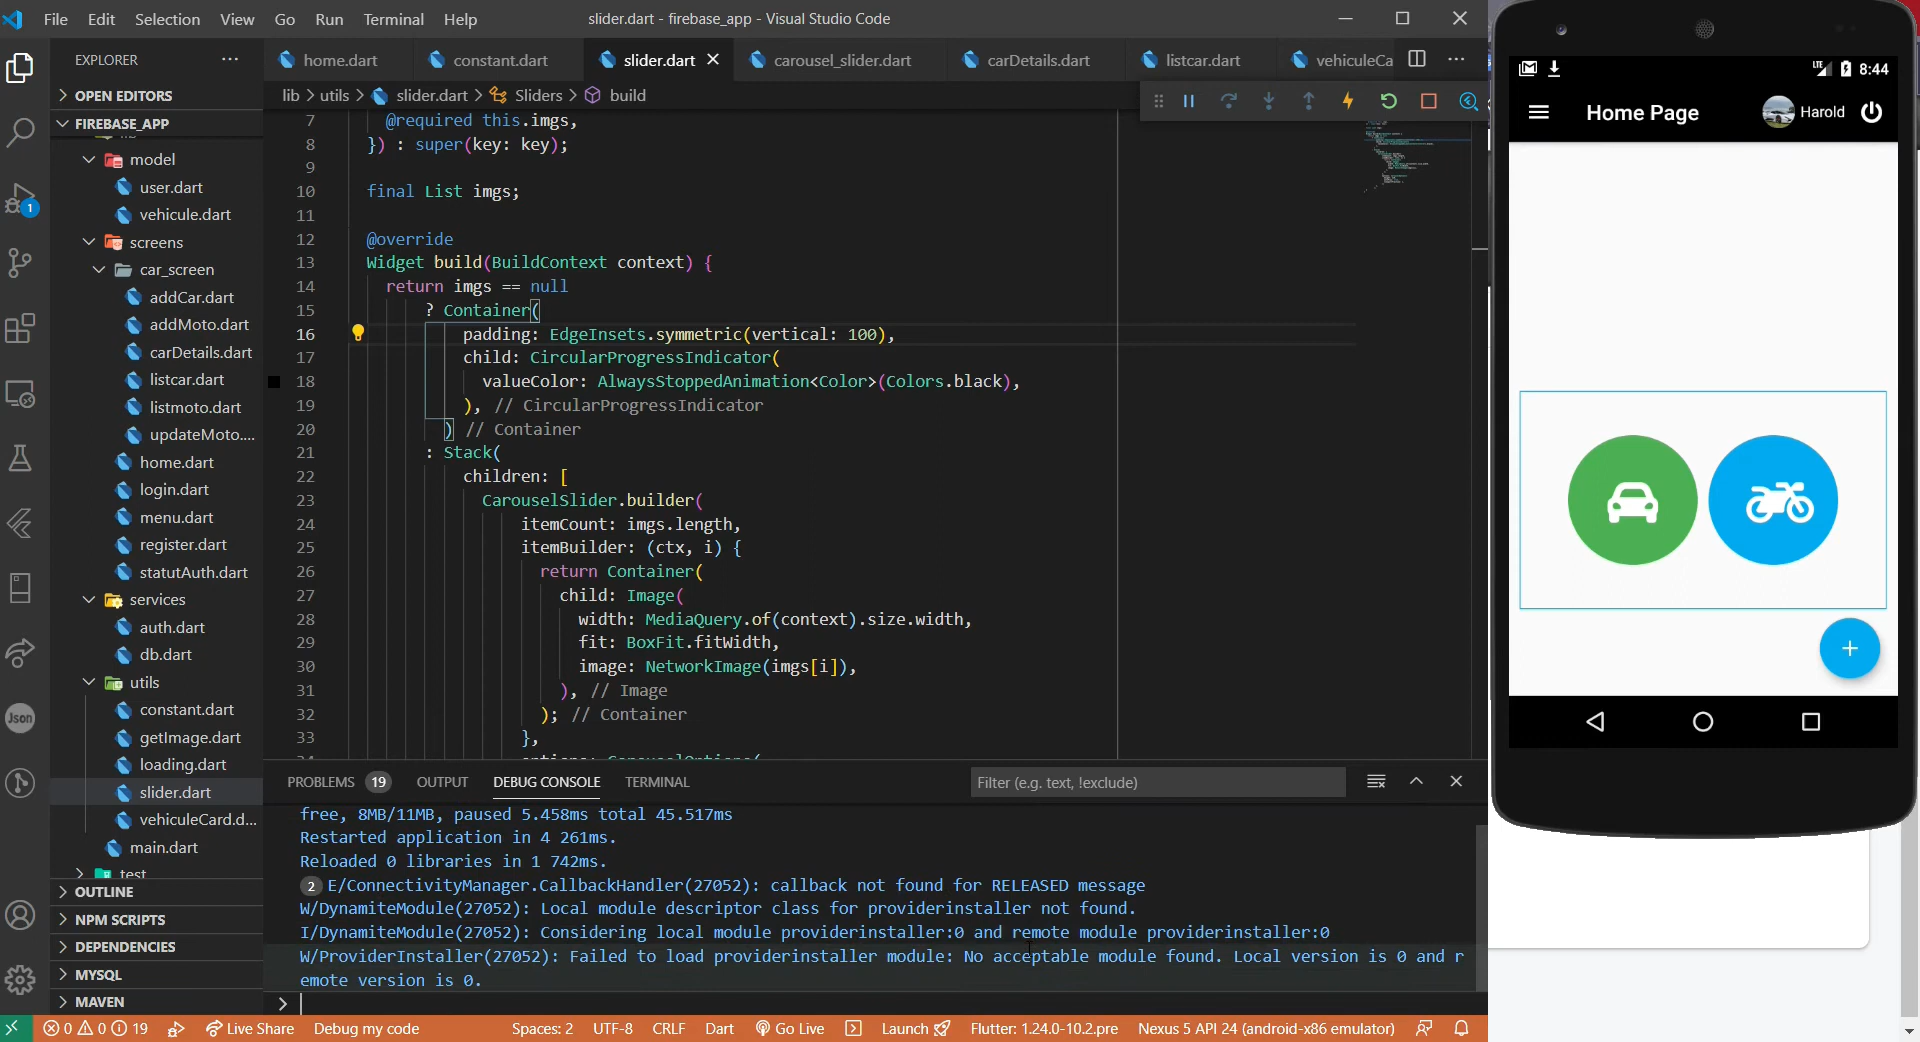 File Edit Selection View Go Run Terminal Help
slider.dart - firebase_app - Visual Studio Code
EXPLORER
home.dart
constant.dart
slider.dart
carousel_slider.dart
carDetails.dart
listcar.dart
vehiculeCa
OPEN EDITORS
FIREBASE_APP
model
user.dart
vehicule.dart
screens
car_screen
addCar.dart
addMoto.dart
carDetails.dart
listcar.dart
listmoto.dart
updateMoto....
home.dart
login.dart
menu.dart
register.dart
statutAuth.dart
services
auth.dart
db.dart
utils
constant.dart
getImage.dart
loading.dart
slider.dart
vehiculeCard.d...
main.dart
test
OUTLINE
NPM SCRIPTS
DEPENDENCIES
MYSQL
MAVEN
1
Json
lib > utils > slider.dart > Sliders > build
7 @required this.imgs,
8 }) : super(key: key);
9
10 final List imgs;
11
12 @override
13 Widget build(BuildContext context) {
14 return imgs == null
15 ? Container(
16 padding: EdgeInsets.symmetric(vertical: 100),
17 child: CircularProgressIndicator(
18 valueColor: AlwaysStoppedAnimation<Color>(Colors.black),
19 ), // CircularProgressIndicator
20 ) // Container
21 : Stack(
22 children: [
23 CarouselSlider.builder(
24 itemCount: imgs.length,
25 itemBuilder: (ctx, i) {
26 return Container(
27 child: Image(
28 width: MediaQuery.of(context).size.width,
29 fit: BoxFit.fitWidth,
30 image: NetworkImage(imgs[i]),
31 ), // Image
32 ); // Container
33 },
PROBLEMS 19 OUTPUT DEBUG CONSOLE TERMINAL
Filter (e.g. text, !exclude)
free, 8MB/11MB, paused 5.458ms total 45.517ms
Restarted application in 4 261ms.
Reloaded 0 libraries in 1 742ms.
2 E/ConnectivityManager.CallbackHandler(27052): callback not found for RELEASED message
W/DynamiteModule(27052): Local module descriptor class for providerinstaller not found.
I/DynamiteModule(27052): Considering local module providerinstaller:0 and remote module providerinstaller:0
W/ProviderInstaller(27052): Failed to load providerinstaller module: No acceptable module found. Local version is 0 and r
emote version is 0.
>
0 0 19 Live Share Debug my code Spaces: 2 UTF-8 CRLF Dart Go Live Launch Flutter: 1.24.0-10.2.pre Nexus 5 API 24 (android-x86 emulator)
LTE 8:44
Home Page Harold
+